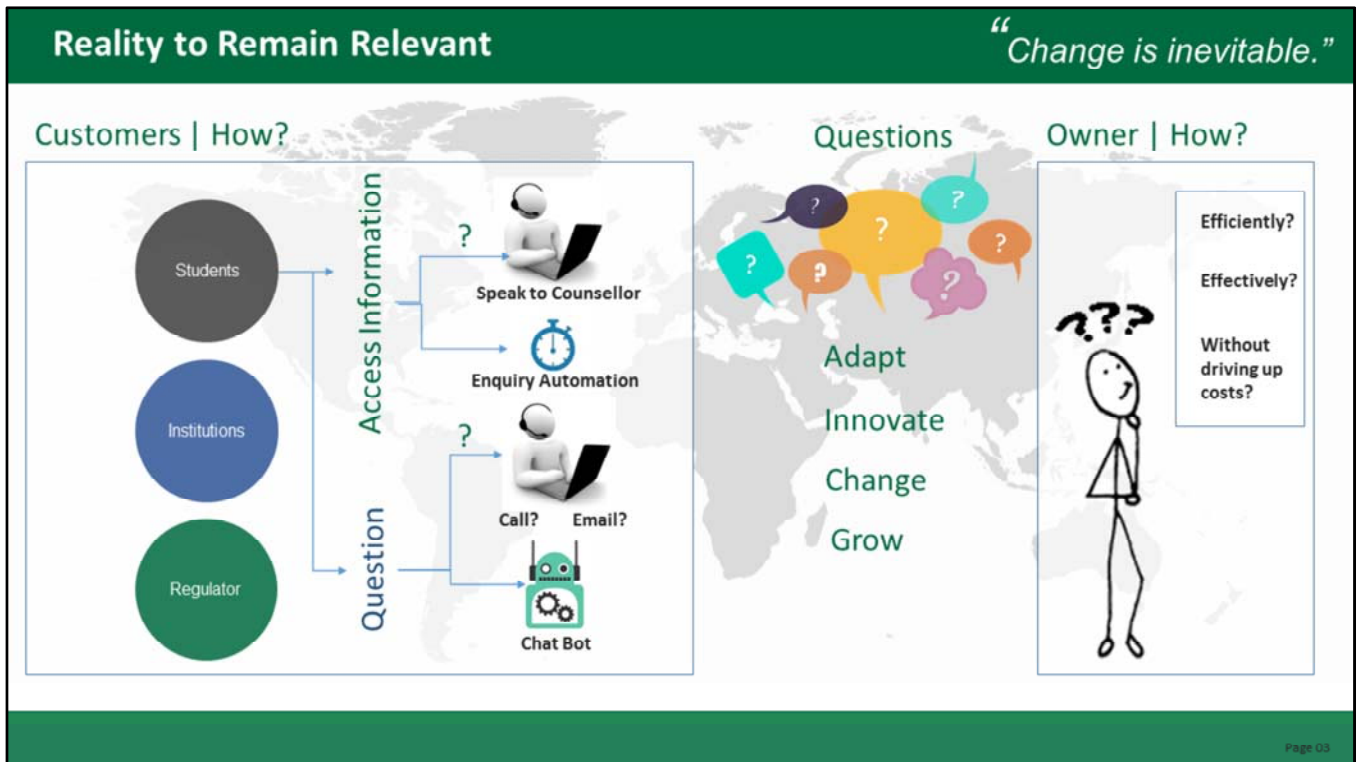 Reality to Remain Relevant
“Change is inevitable.”
Customers | How?
Students
Institutions
Regulator
Access Information
?
Speak to Counsellor
Enquiry Automation
Question
?
Call? Email?
Chat Bot
Questions
?
?
?
?
?
?
?
Adapt
Innovate
Change
Grow
Owner | How?
???
Efficiently?
Effectively?
Without
driving up
costs?
Page 03